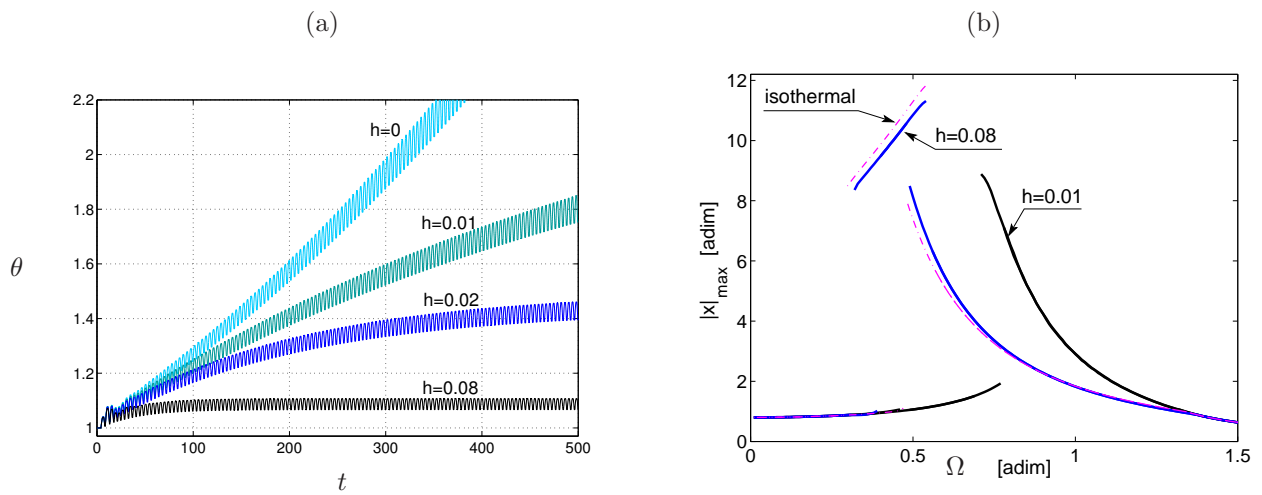 (a)
2.2
2
1.8
1.6
1.4
1.2
1
θ
h=0
h=0.01
h=0.02
h=0.08
0
100
200
300
400
500
t
(b)
12
10
8
6
4
2
0
|x|max [adim]
isothermal
h=0.08
h=0.01
0
0.5
1
1.5
Ω [adim]